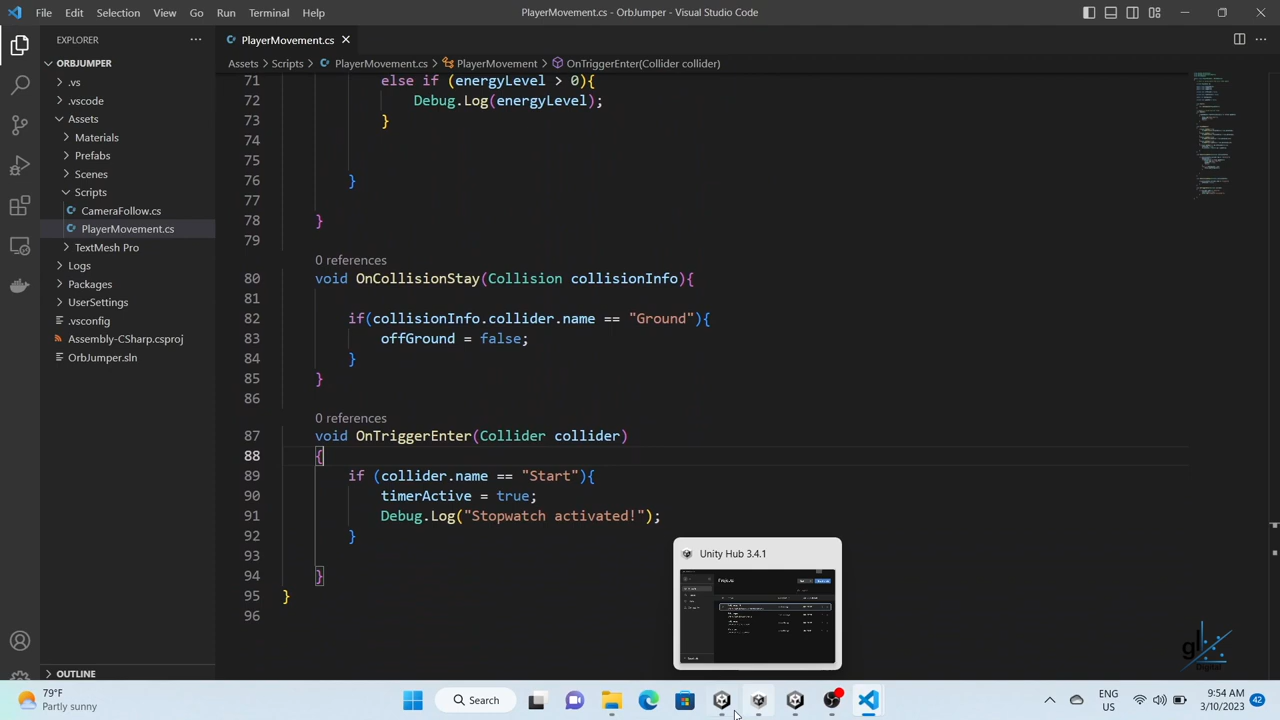 File Edit Selection View Go Run Terminal Help
PlayerMovement.cs - OrbJumper - Visual Studio Code
EXPLORER
ORBJUMPER
.vs
.vscode
Assets
Materials
Prefabs
Scenes
Scripts
CameraFollow.cs
PlayerMovement.cs
TextMesh Pro
Logs
Packages
UserSettings
.vsconfig
Assembly-CSharp.csproj
OrbJumper.sln
OUTLINE
PlayerMovement.cs
Assets > Scripts > PlayerMovement.cs > PlayerMovement > OnTriggerEnter(Collider collider)
71 else if (energyLevel > 0){
72 Debug.Log(energyLevel);
73 }
74
75
76 }
77
78 }
79
0 references
80 void OnCollisionStay(Collision collisionInfo){
81
82 if(collisionInfo.collider.name == "Ground"){
83 offGround = false;
84 }
85 }
86
0 references
87 void OnTriggerEnter(Collider collider)
88 {
89 if (collider.name == "Start"){
90 timerActive = true;
91 Debug.Log("Stopwatch activated!");
92 }
93
94 }
95 }
96
Unity Hub 3.4.1
gl
Digital
79°F
Partly sunny
Search
ENG
US
9:54 AM
3/10/2023
42